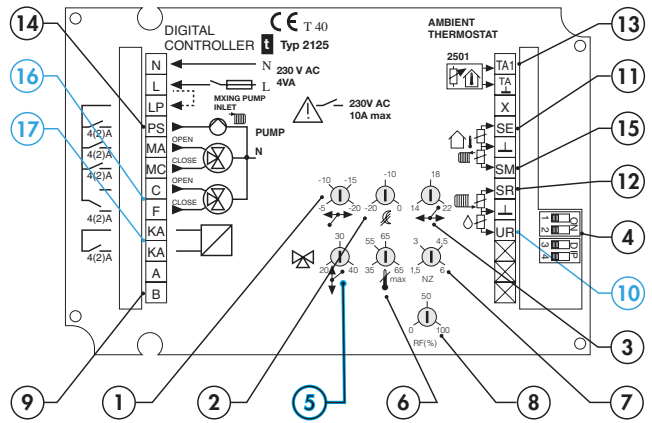 14
16
17
DIGITAL
CONTROLLER t Typ 2125
CE T 40
AMBIENT
THERMOSTAT
13
11
15
12
4
10
N
L
LP
PS
MA
MC
C
F
KA
KA
A
B
N
L
230 V AC
4VA
MXING PUMP
INLET
PUMP
N
OPEN
CLOSE
OPEN
CLOSE
4(2)A
4(2)A
4(2)A
4(2)A
4(2)A
230V AC
10A max
2501
TA1
TA
X
SE
SM
SR
UR
ON
1 2
3 4
DIP
-10 -15
-5 -20
-10
-20 0
18
14 22
30
20 40
55 65
35 65
max
3 4,5
1,5 6
NZ
50
0 100
RF(%)
9
1
2
5
6
8
7
3